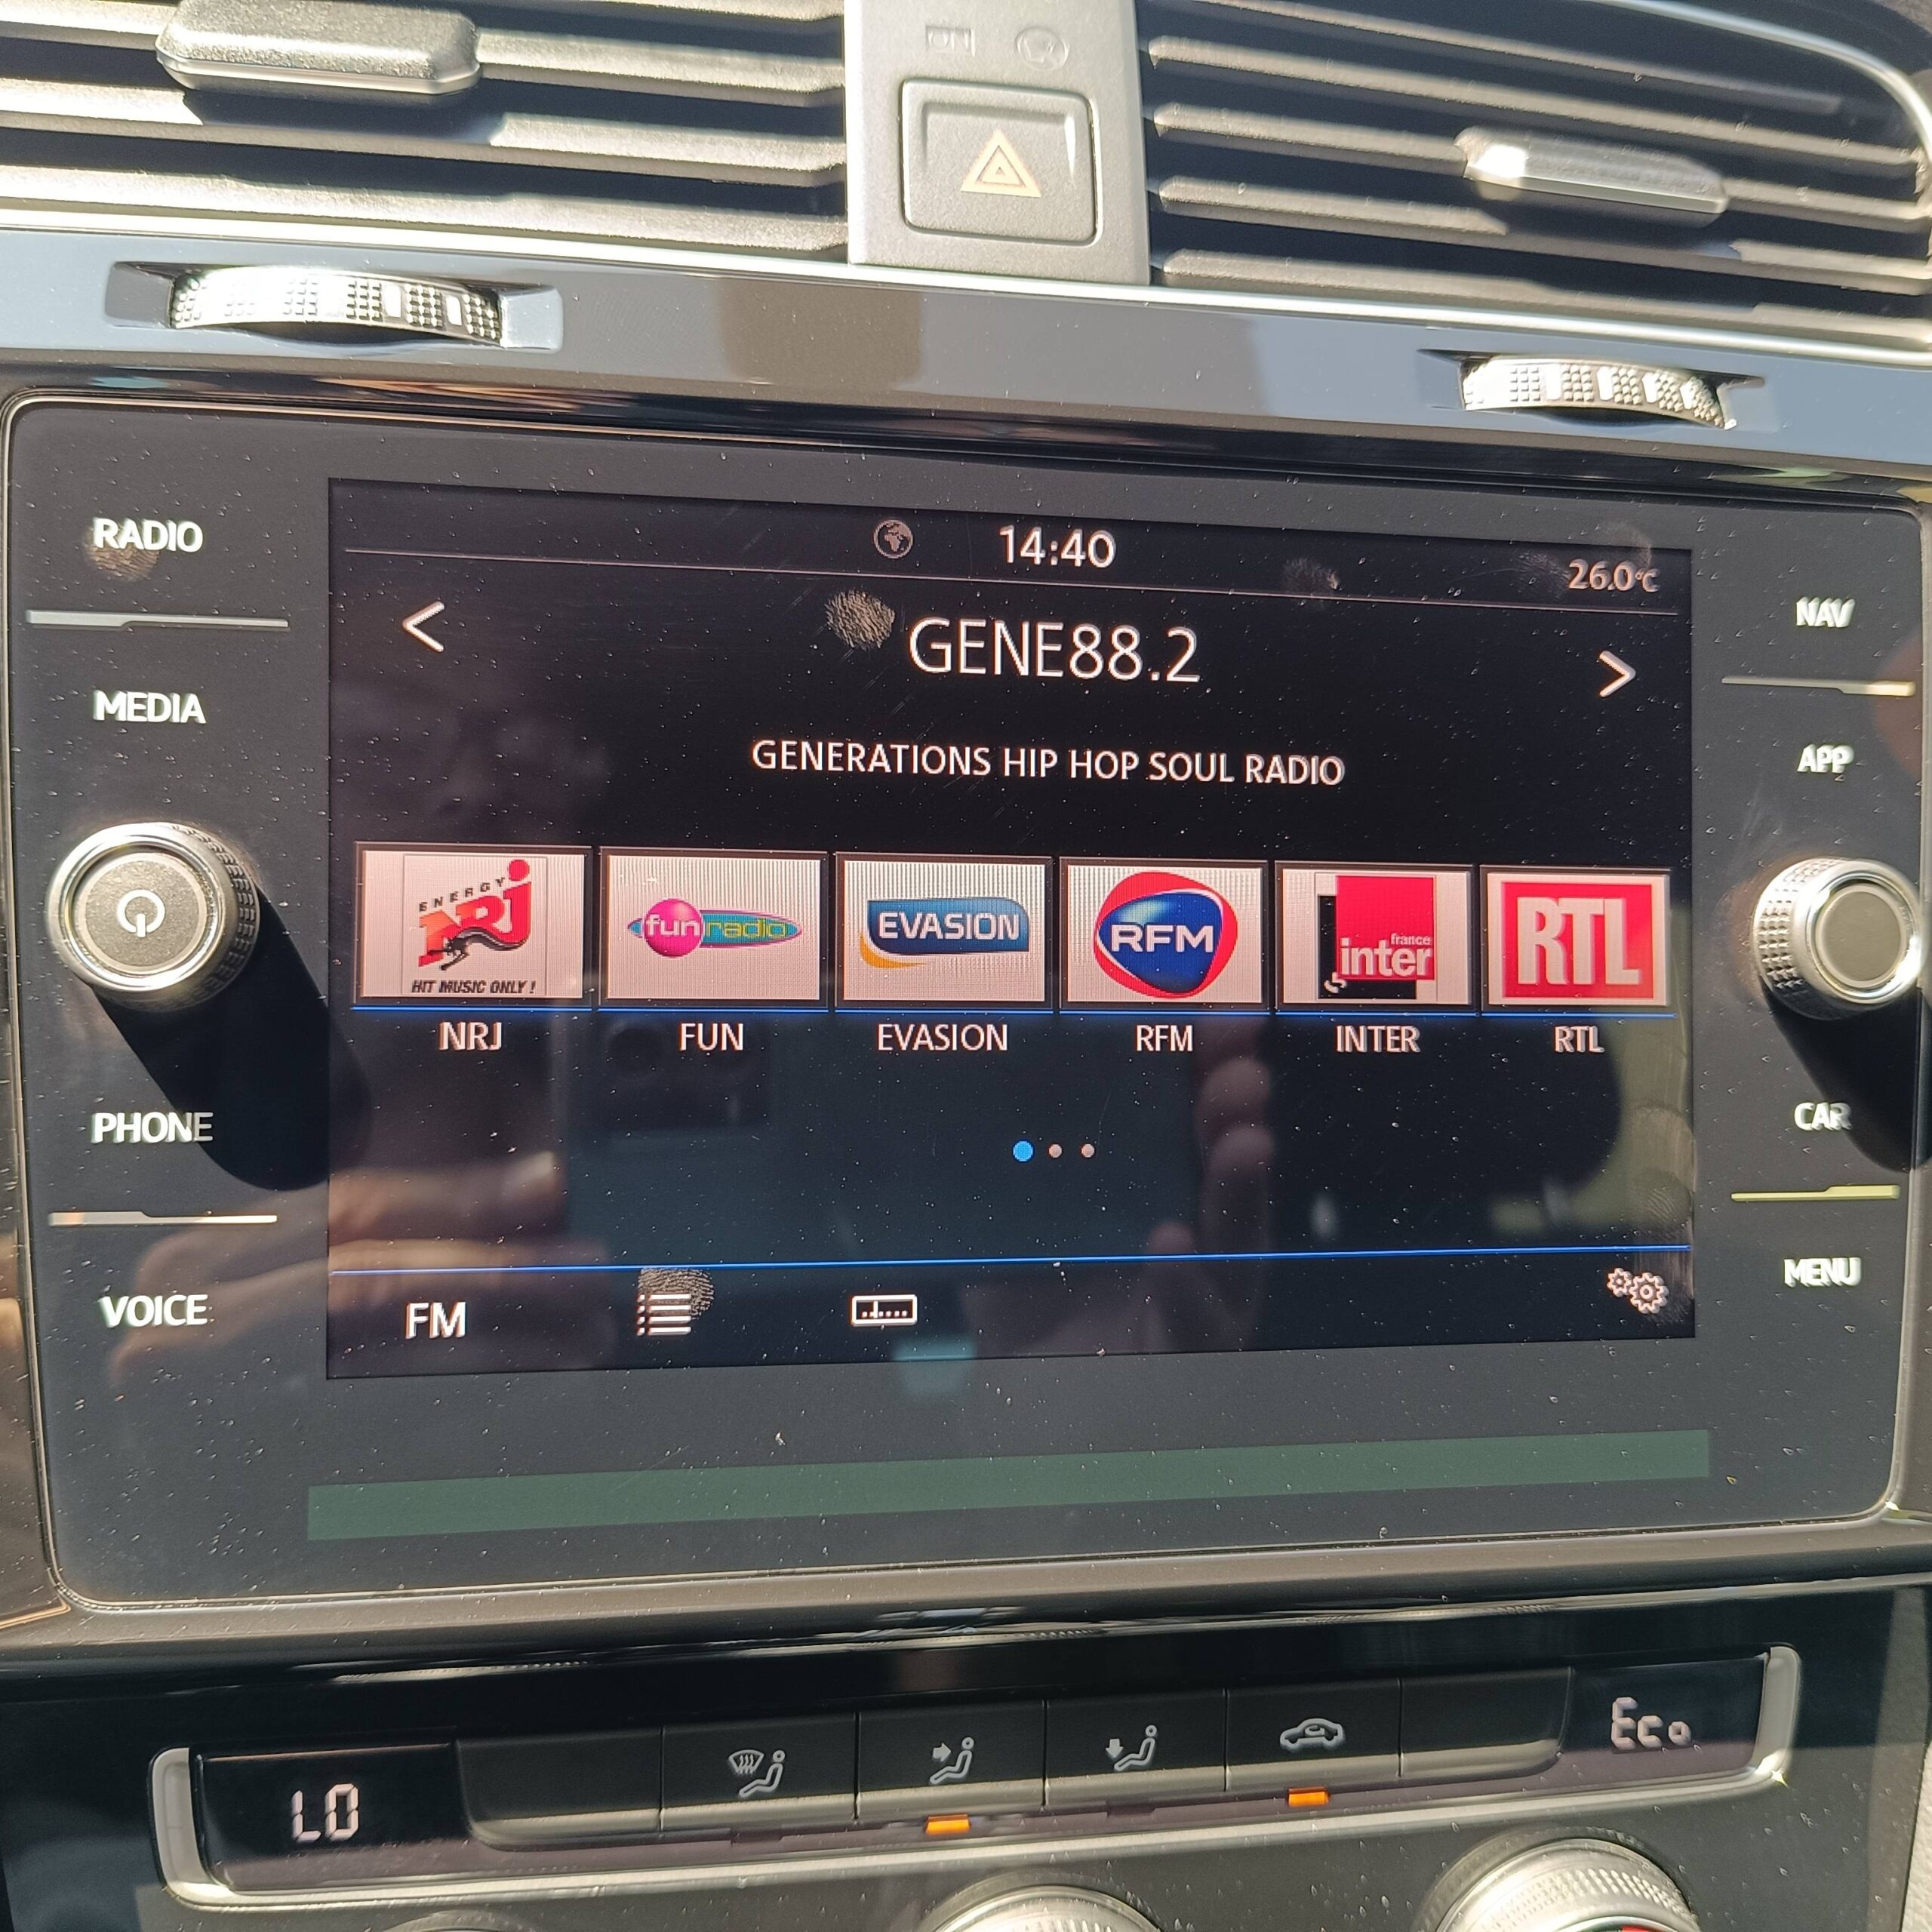 RADIO
MEDIA
PHONE
VOICE
14:40
26.0°C
<
GENE88.2
>
GENERATIONS HIP HOP SOUL RADIO
ENERGY
NRJ
HIT MUSIC ONLY !
fun radio
EVASION
RFM
france
inter
RTL
NRJ
FUN
EVASION
RFM
INTER
RTL
FM
NAV
APP
CAR
MENU
LO
Eco